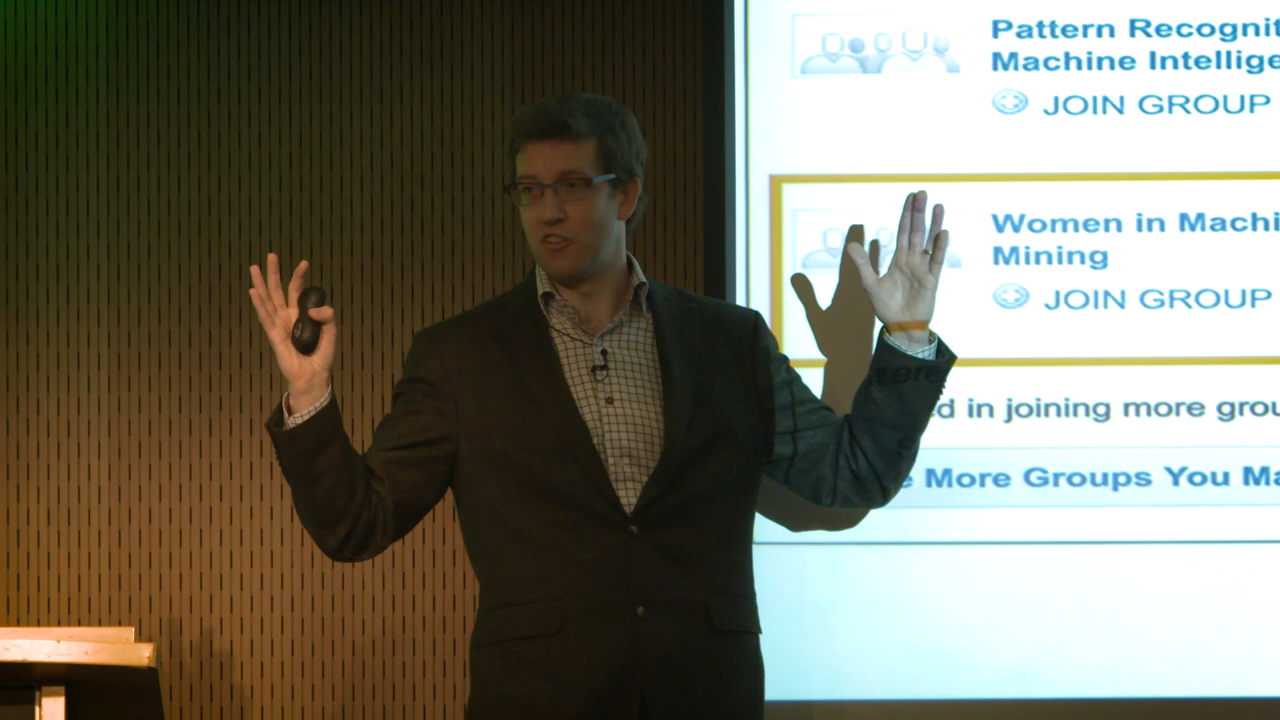 Pattern Recognit
Machine Intellige
JOIN GROUP
Women in Machi
Mining
JOIN GROUP
tere
d in joining more grou
e More Groups You Ma